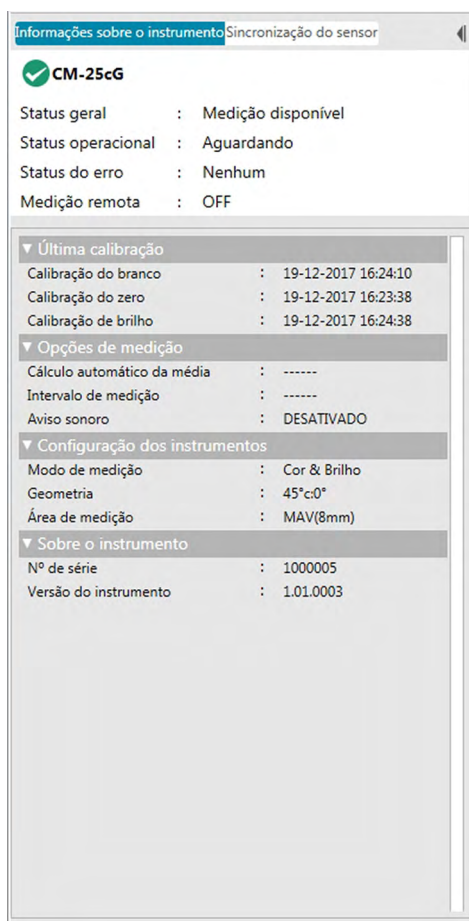 Informações sobre o instrumento Sincronização do sensor
CM-25cG
Status geral : Medição disponível
Status operacional : Aguardando
Status do erro : Nenhum
Medição remota : OFF
▼ Última calibração
Calibração do branco : 19-12-2017 16:24:10
Calibração do zero : 19-12-2017 16:23:38
Calibração de brilho : 19-12-2017 16:24:38
▼ Opções de medição
Cálculo automático da média : ------
Intervalo de medição : ------
Aviso sonoro : DESATIVADO
▼ Configuração dos instrumentos
Modo de medição : Cor & Brilho
Geometria : 45°c:0°
Área de medição : MAV(8mm)
▼ Sobre o instrumento
Nº de série : 1000005
Versão do instrumento : 1.01.0003